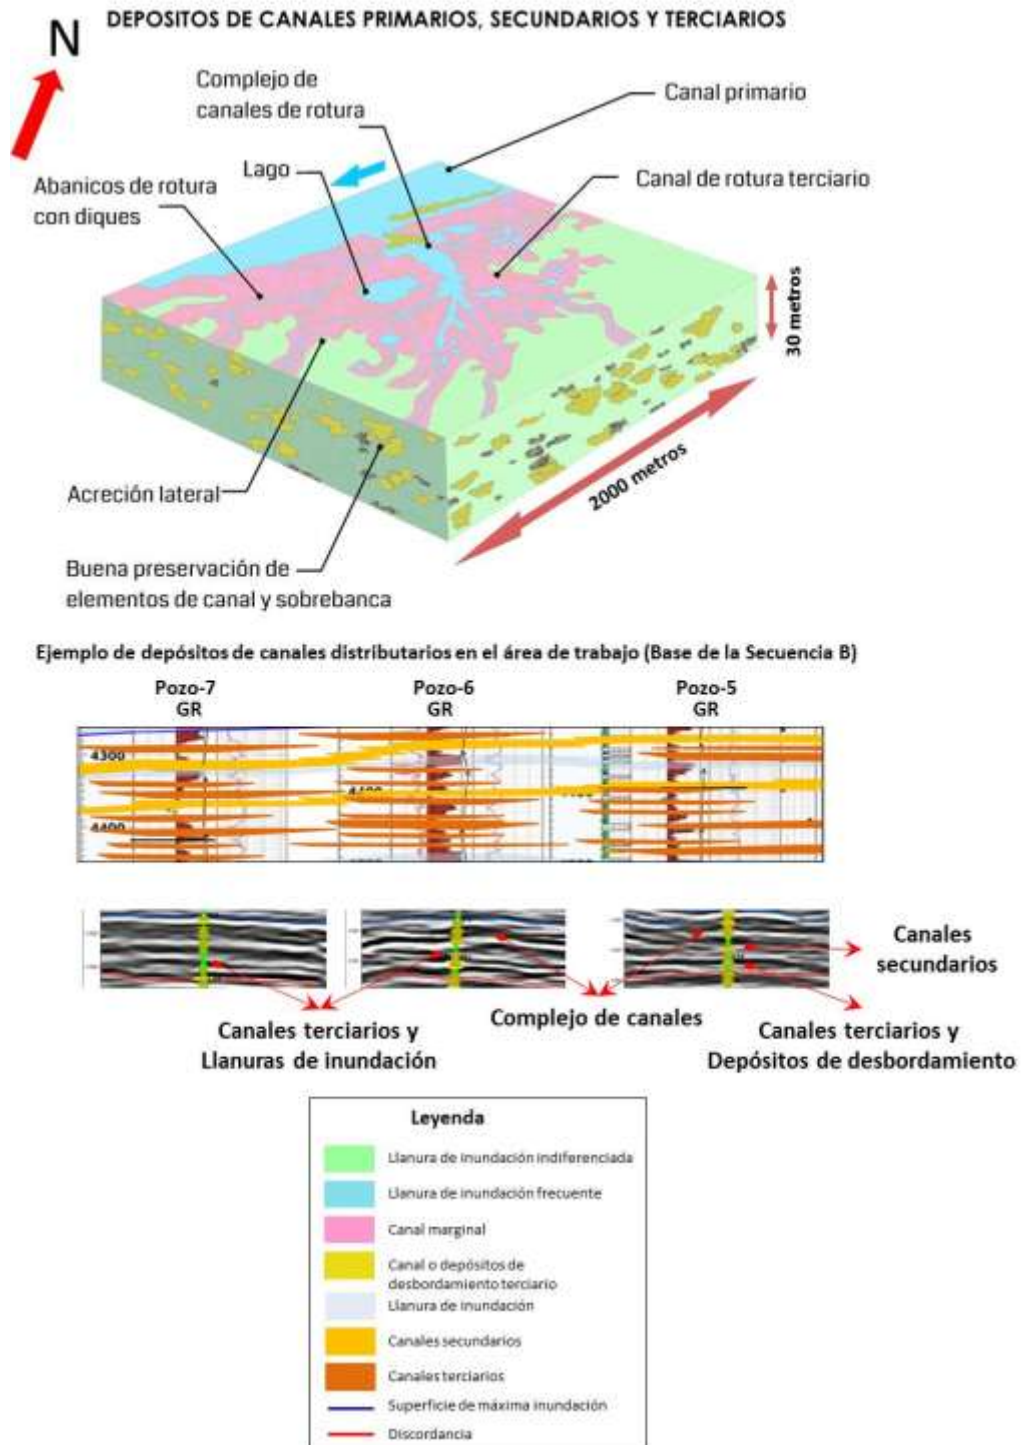 DEPOSITOS DE CANALES PRIMARIOS, SECUNDARIOS Y TERCIARIOS
N
Complejo de
canales de rotura
Canal primario
Lago
Canal de rotura terciario
Abanicos de rotura
con diques
30 metros
2000 metros
Acreción lateral
Buena preservación de
elementos de canal y sobrebanca
Ejemplo de depósitos de canales distributarios en el área de trabajo (Base de la Secuencia B)
Pozo-7
GR
Pozo-6
GR
Pozo-5
GR
4300
4400
4400
Canales
secundarios
Canales terciarios y
Llanuras de inundación
Complejo de canales
Canales terciarios y
Depósitos de desbordamiento
Leyenda
Llanura de inundación indiferenciada
Llanura de inundación frecuente
Canal marginal
Canal o depósitos de
desbordamiento terciario
Llanura de inundación
Canales secundarios
Canales terciarios
Superficie de máxima inundación
Discordancia